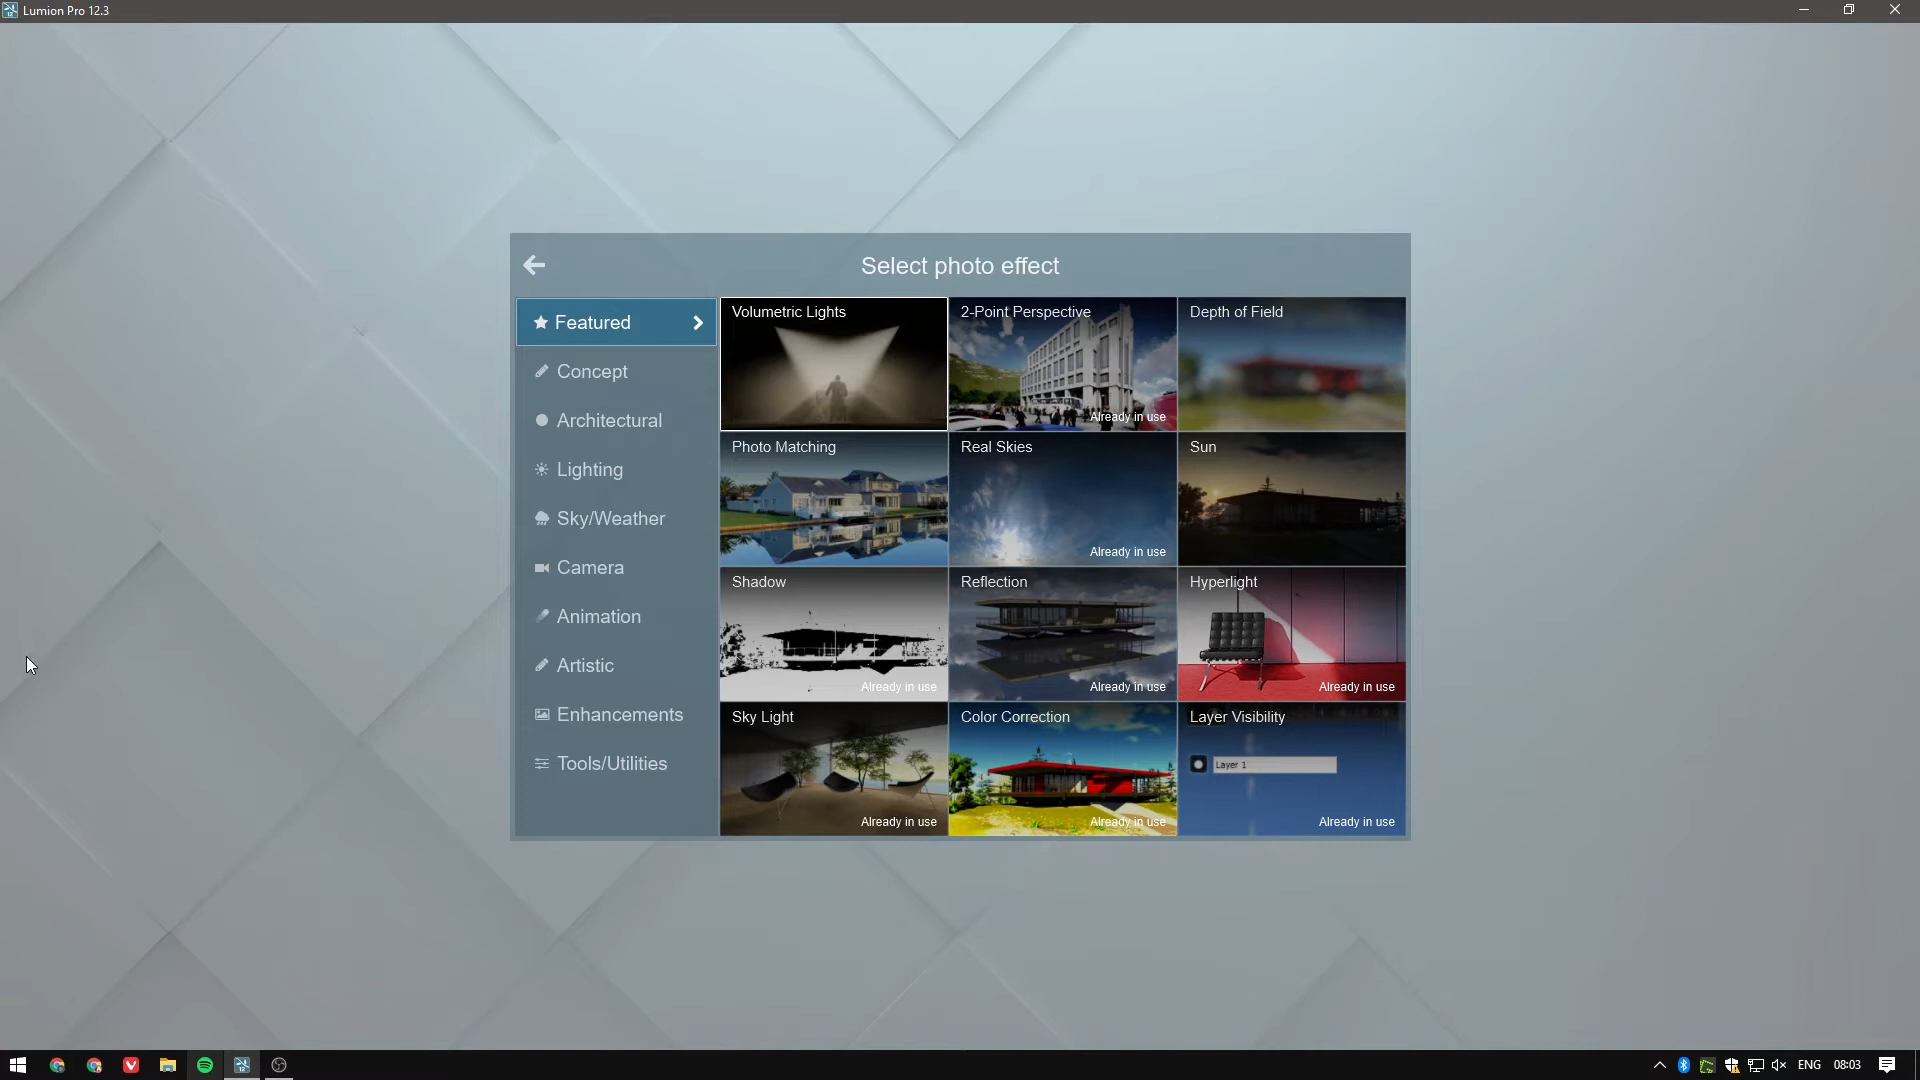 Lumion Pro 12.3
Select photo effect
Featured
Concept
Architectural
Lighting
Sky/Weather
Camera
Animation
Artistic
Enhancements
Tools/Utilities
Volumetric Lights
2-Point Perspective
Already in use
Depth of Field
Photo Matching
Real Skies
Already in use
Sun
Shadow
Already in use
Reflection
Already in use
Hyperlight
Already in use
Sky Light
Already in use
Color Correction
Already in use
Layer Visibility
Layer 1
Already in use
12
ENG
08:03